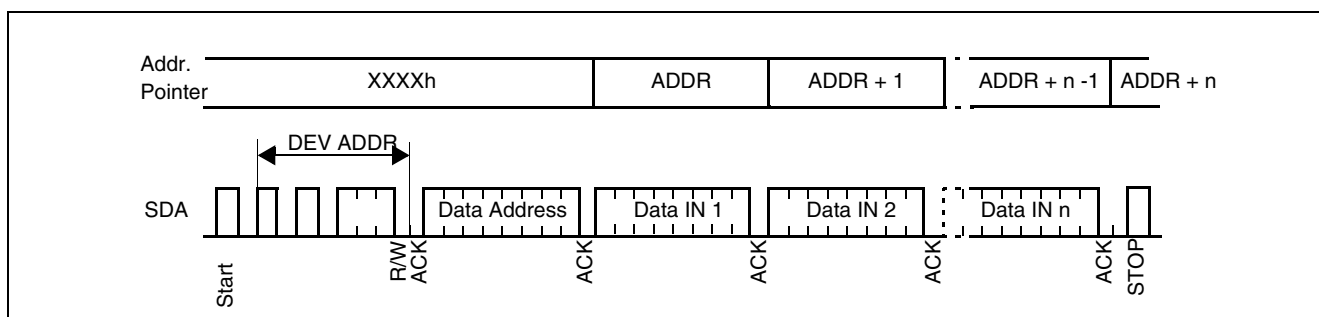 Addr.
Pointer
XXXXh
ADDR
ADDR + 1
ADDR + n -1
ADDR + n
DEV ADDR
SDA
Data Address
Data IN 1
Data IN 2
Data IN n
Start
R/W
ACK
ACK
ACK
ACK
ACK
STOP